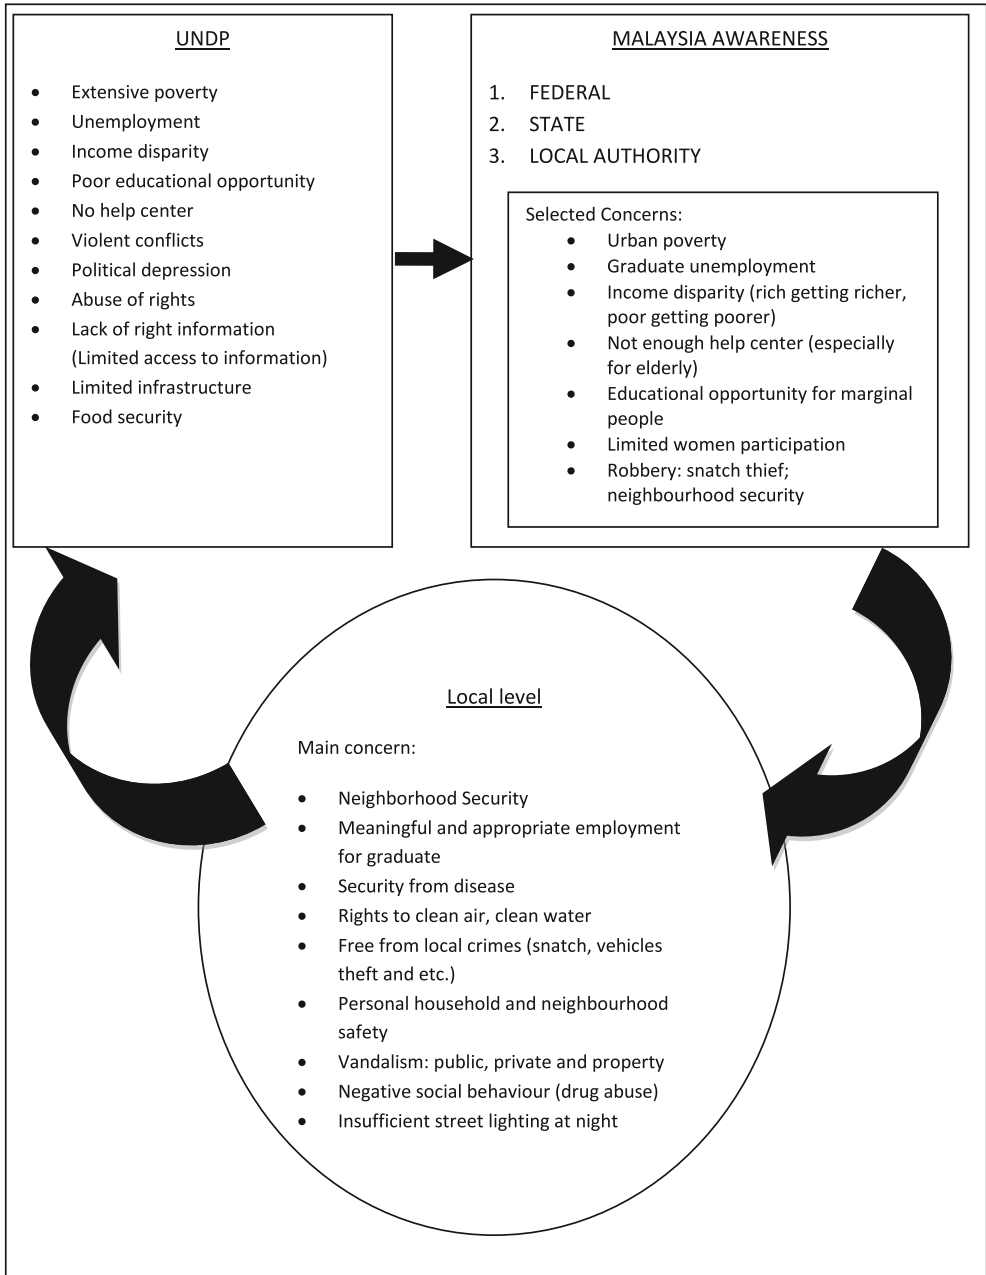 UNDP
• Extensive poverty
• Unemployment
• Income disparity
• Poor educational opportunity
• No help center
• Violent conflicts
• Political depression
• Abuse of rights
• Lack of right information
(Limited access to information)
• Limited infrastructure
• Food security
MALAYSIA AWARENESS
1. FEDERAL
2. STATE
3. LOCAL AUTHORITY
Selected Concerns:
• Urban poverty
• Graduate unemployment
• Income disparity (rich getting richer,
poor getting poorer)
• Not enough help center (especially
for elderly)
• Educational opportunity for marginal
people
• Limited women participation
• Robbery: snatch thief;
neighbourhood security
Local level
Main concern:
• Neighborhood Security
• Meaningful and appropriate employment
for graduate
• Security from disease
• Rights to clean air, clean water
• Free from local crimes (snatch, vehicles
theft and etc.)
• Personal household and neighbourhood
safety
• Vandalism: public, private and property
• Negative social behaviour (drug abuse)
• Insufficient street lighting at night